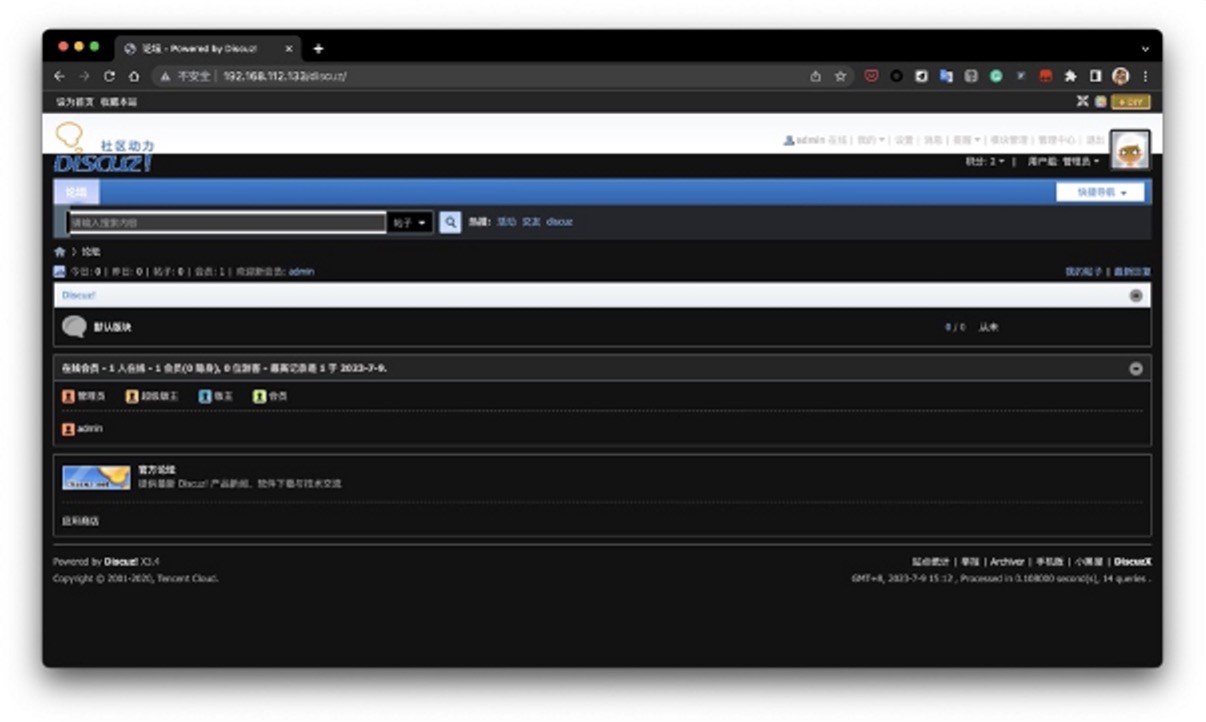 论坛 - Powered by Discuz!
不安全 192.168.112.133/discuz/
设为首页 收藏本站
+ DIY
社区动力
DISCUZ!
admin 在线 | 我的 | 设置 | 消息 | 提醒 | 模块管理 | 管理中心 | 退出
积分: 2 | 用户组: 管理员
论坛
快捷导航
请输入搜索内容 帖子 热搜: 活动 交友 discuz
论坛
今日: 0 | 昨日: 0 | 帖子: 0 | 会员: 1 | 欢迎新会员: admin
我的帖子 | 最新回复
Discuz!
默认版块 0 / 0 从未
在线会员 - 1 人在线 - 1 会员(0 隐身), 0 位游客 - 最高记录是 1 于 2023-7-9.
管理员 超级版主 版主 会员
admin
官方论坛
提供最新 Discuz! 产品新闻、软件下载与技术交流
应用商店
Powered by Discuz! X3.4
Copyright © 2001-2020, Tencent Cloud.
站点统计 | 举报 | Archiver | 手机版 | 小黑屋 | DiscuzX
GMT+8, 2023-7-9 15:12 , Processed in 0.108000 second(s), 14 queries .